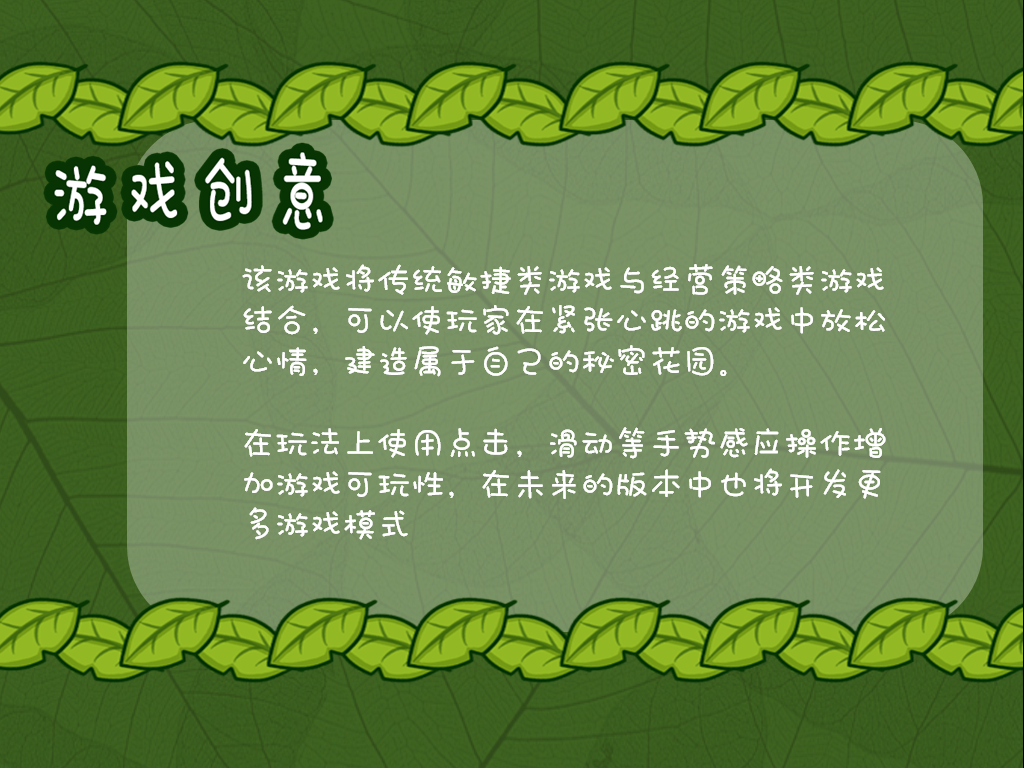 游戏创意
该游戏将传统敏捷类游戏与经营策略类游戏
结合，可以使玩家在紧张心跳的游戏中放松
心情，建造属于自己的秘密花园。
在玩法上使用点击，滑动等手势感应操作增
加游戏可玩性，在未来的版本中也将开发更
多游戏模式